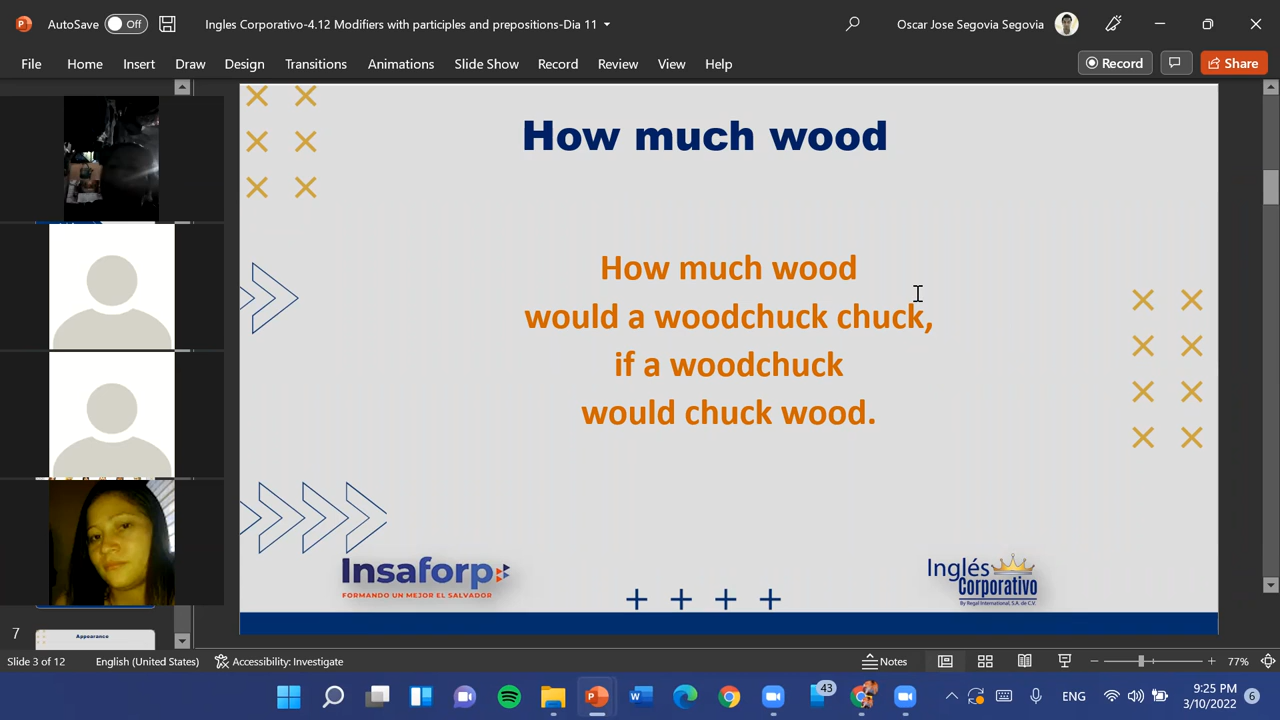 AutoSave Off
Ingles Corporativo-4.12 Modifiers with participles and prepositions-Dia 11
Oscar Jose Segovia Segovia
File Home Insert Draw Design Transitions Animations Slide Show Record Review View Help
Record
Share
How much wood
How much wood
would a woodchuck chuck,
if a woodchuck
would chuck wood.
Insaforp
FORMANDO UN MEJOR EL SALVADOR
Inglés
Corporativo
By Regal International, S.A. de C.V.
7
Appearance
Slide 3 of 12 English (United States) Accessibility: Investigate Notes 77%
43
ENG
9:25 PM
3/10/2022
6